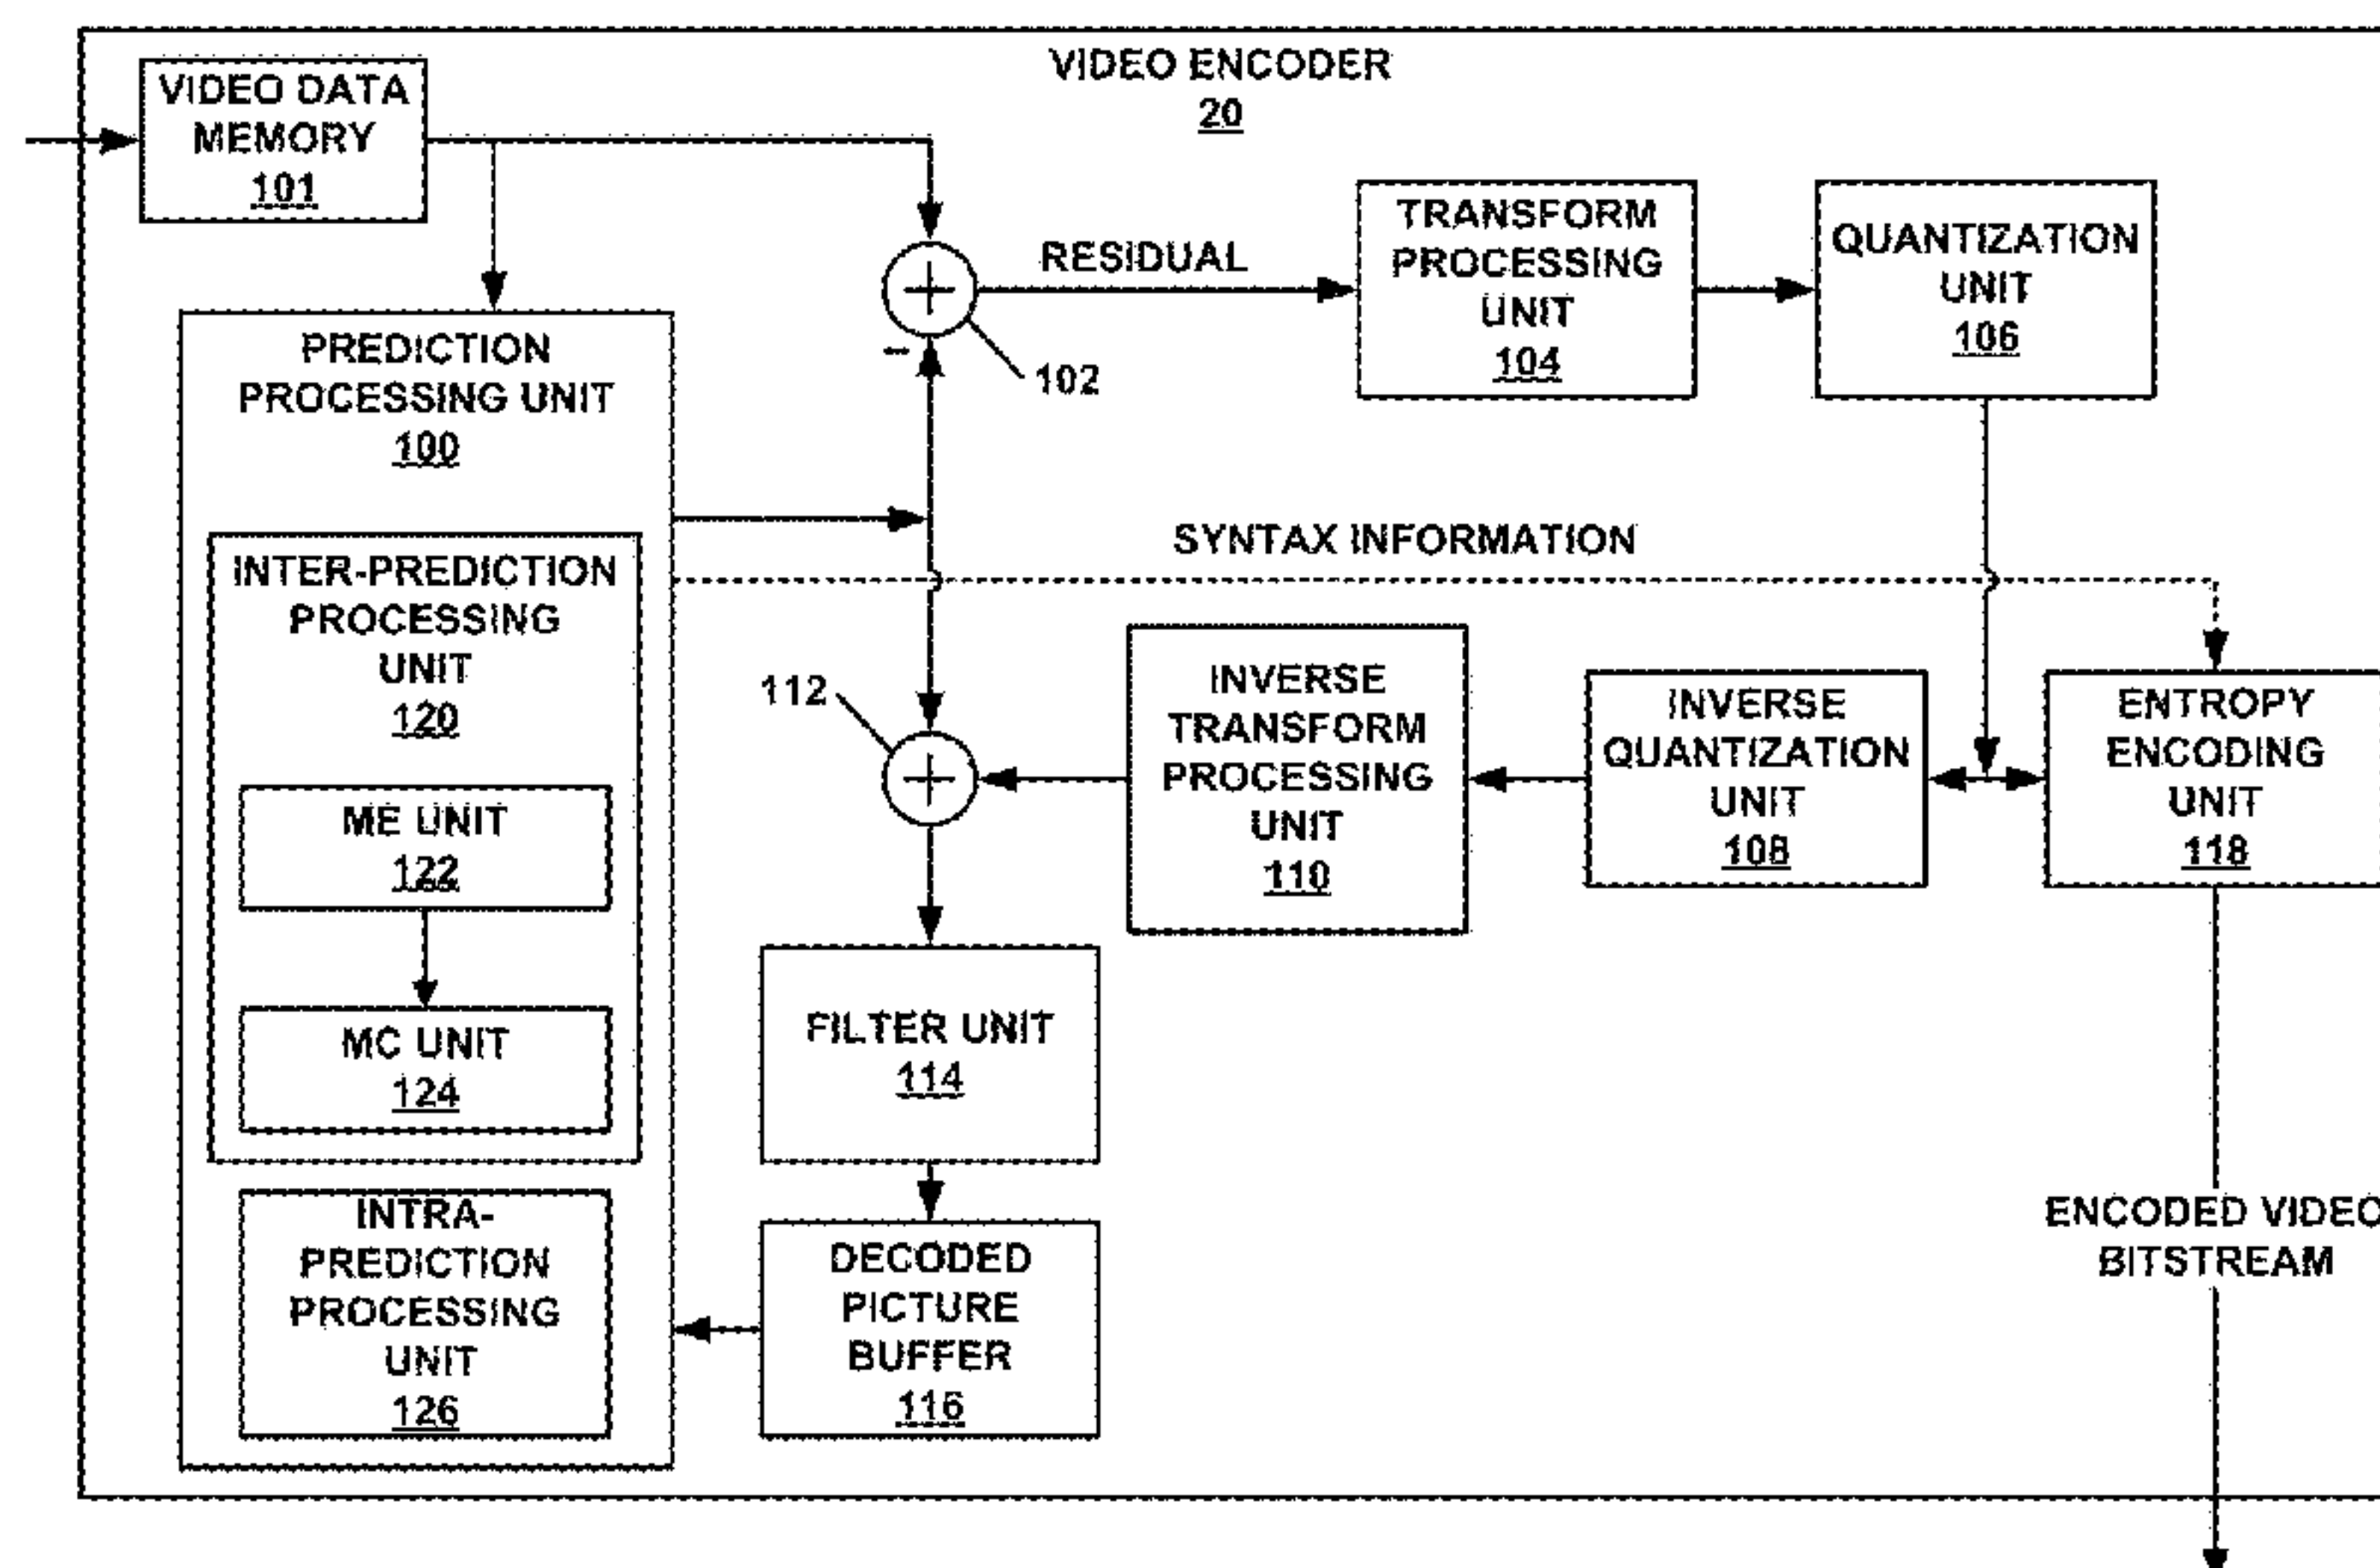 VIDEO ENCODER
20
VIDEO DATA
MEMORY
101
RESIDUAL
102
TRANSFORM
PROCESSING
UNIT
104
QUANTIZATION
UNIT
106
PREDICTION
PROCESSING UNIT
100
SYNTAX INFORMATION
INTER-PREDICTION
PROCESSING
UNIT
120
ME UNIT
122
MC UNIT
124
INTRA-
PREDICTION
PROCESSING
UNIT
126
112
INVERSE
TRANSFORM
PROCESSING
UNIT
110
INVERSE
QUANTIZATION
UNIT
108
ENTROPY
ENCODING
UNIT
118
FILTER UNIT
114
DECODED
PICTURE
BUFFER
116
ENCODED VIDEO
BITSTREAM